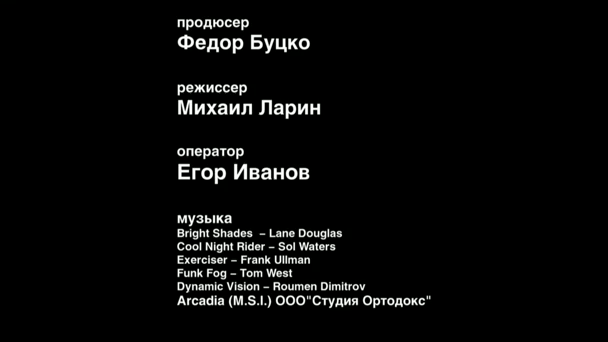 продюсер
Федор Буцко
режиссер
Михаил Ларин
оператор
Егор Иванов
музыка
Bright Shades – Lane Douglas
Cool Night Rider – Sol Waters
Exerciser – Frank Ullman
Funk Fog – Tom West
Dynamic Vision – Roumen Dimitrov
Arcadia (M.S.I.) ООО"Студия Ортодокс"